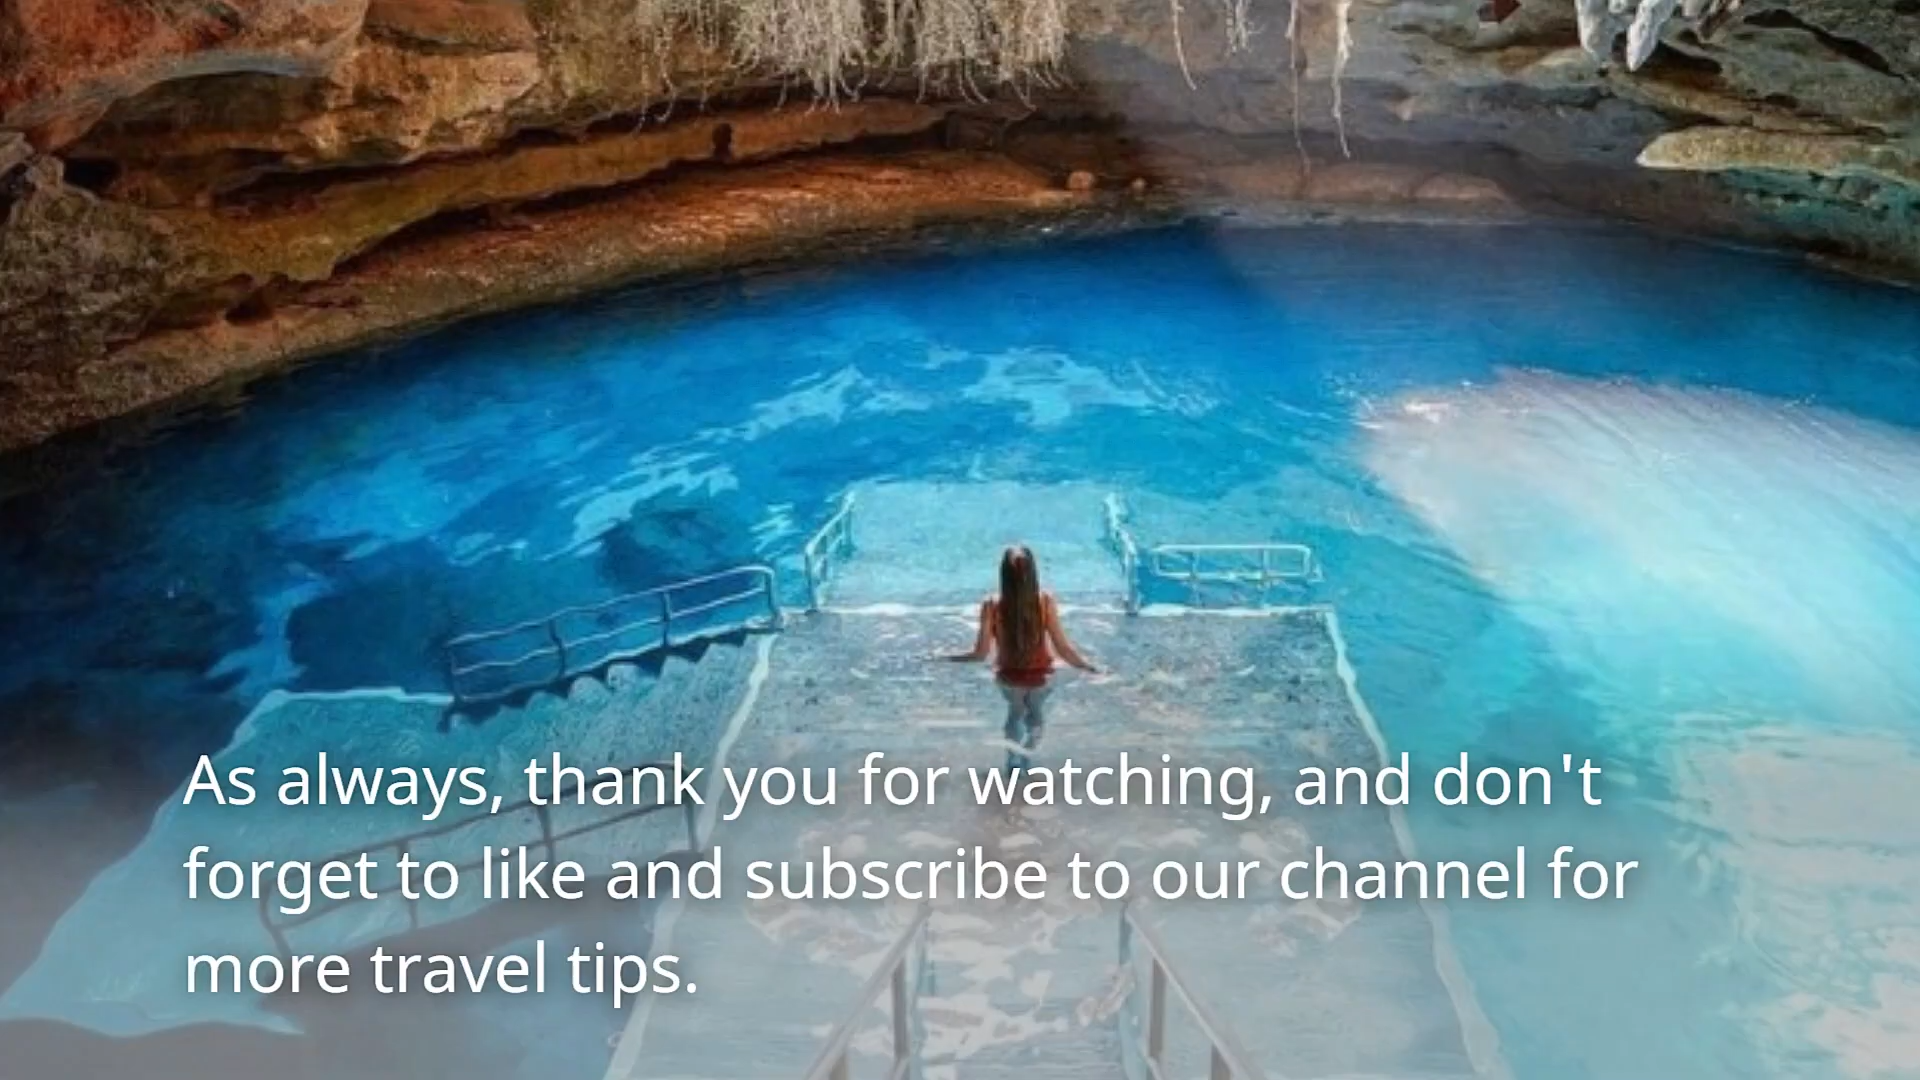 As always, thank you for watching, and don't
forget to like and subscribe to our channel for
more travel tips.